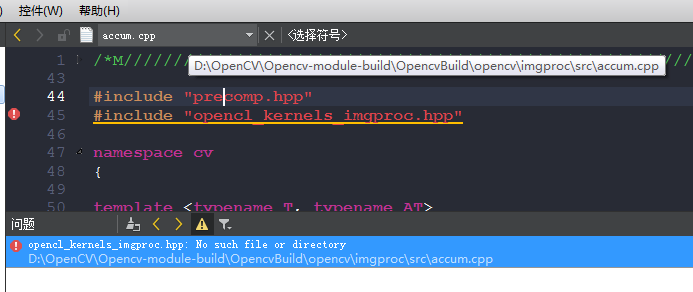 控件(W) 帮助(H)
accum.cpp <选择符号>
1 /*M//////////////////////////////////////////////////////////////
D:\OpenCV\Opencv-module-build\OpencvBuild\opencv\imgproc\src\accum.cpp
43
44 #include "precomp.hpp"
45 #include "opencl_kernels_imgproc.hpp"
46
47 namespace cv
48 {
49
50 template <typename T, typename AT>
问题
opencl_kernels_imgproc.hpp: No such file or directory
D:\OpenCV\Opencv-module-build\OpencvBuild\opencv\imgproc\src\accum.cpp